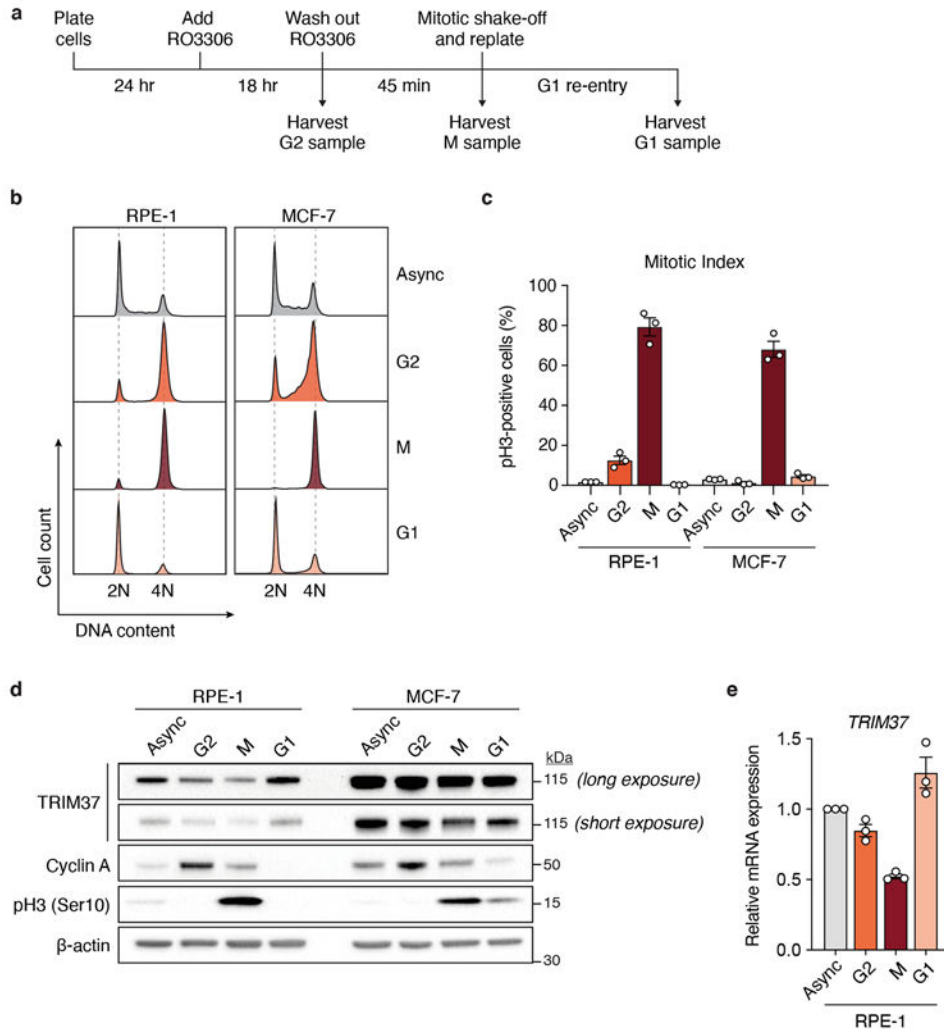 a
Plate cells
Add RO3306
Wash out RO3306
Mitotic shake-off and replate
24 hr
18 hr
45 min
G1 re-entry
Harvest G2 sample
Harvest M sample
Harvest G1 sample
b
RPE-1
MCF-7
Async
G2
M
G1
Cell count
2N
4N
2N
4N
DNA content
c
Mitotic Index
pH3-positive cells (%)
100
80
60
40
20
0
Async
G2
M
G1
Async
G2
M
G1
RPE-1
MCF-7
d
RPE-1
MCF-7
Async
G2
M
G1
Async
G2
M
G1
kDa
TRIM37
115 (long exposure)
115 (short exposure)
Cyclin A
50
pH3 (Ser10)
15
β-actin
30
e
TRIM37
Relative mRNA expression
1.5
1.0
0.5
0.0
Async
G2
M
G1
RPE-1